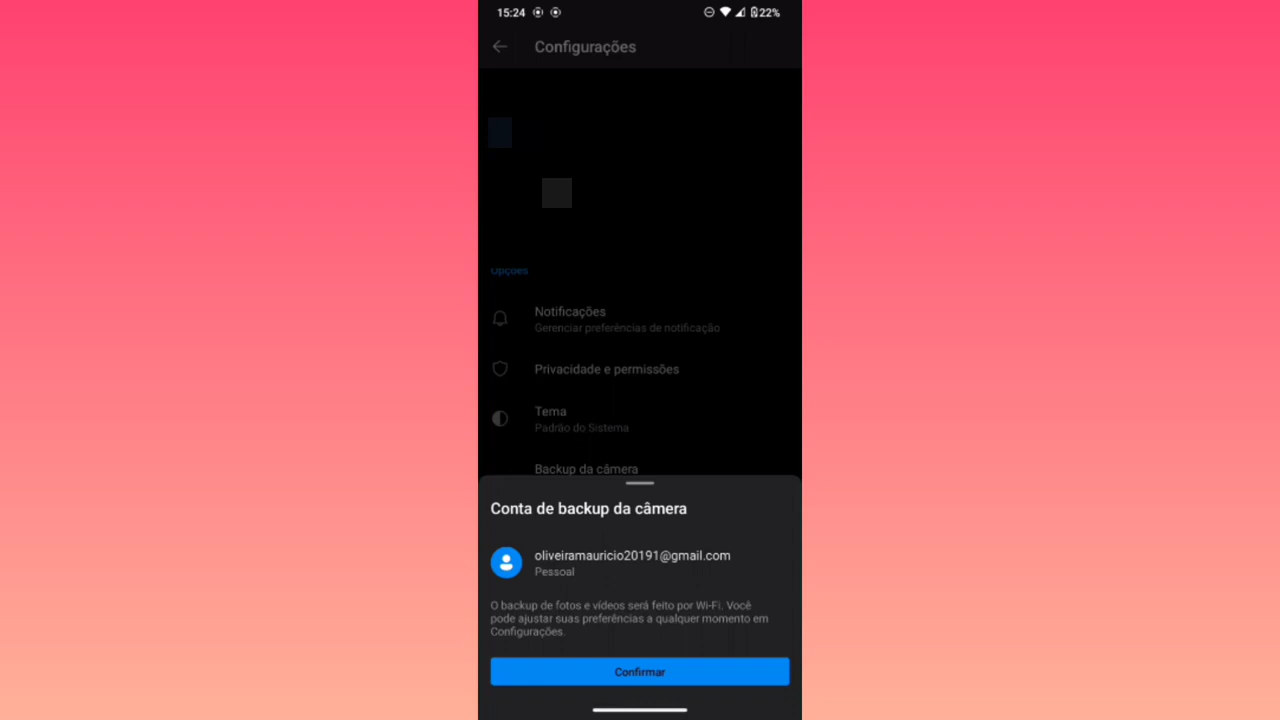 15:24
22%
Configurações
Opções
Notificações
Gerenciar preferências de notificação
Privacidade e permissões
Tema
Padrão do Sistema
Backup da câmera
Conta de backup da câmera
oliveiramauricio20191@gmail.com
Pessoal
O backup de fotos e vídeos será feito por Wi-Fi. Você
pode ajustar suas preferências a qualquer momento em
Configurações.
Confirmar